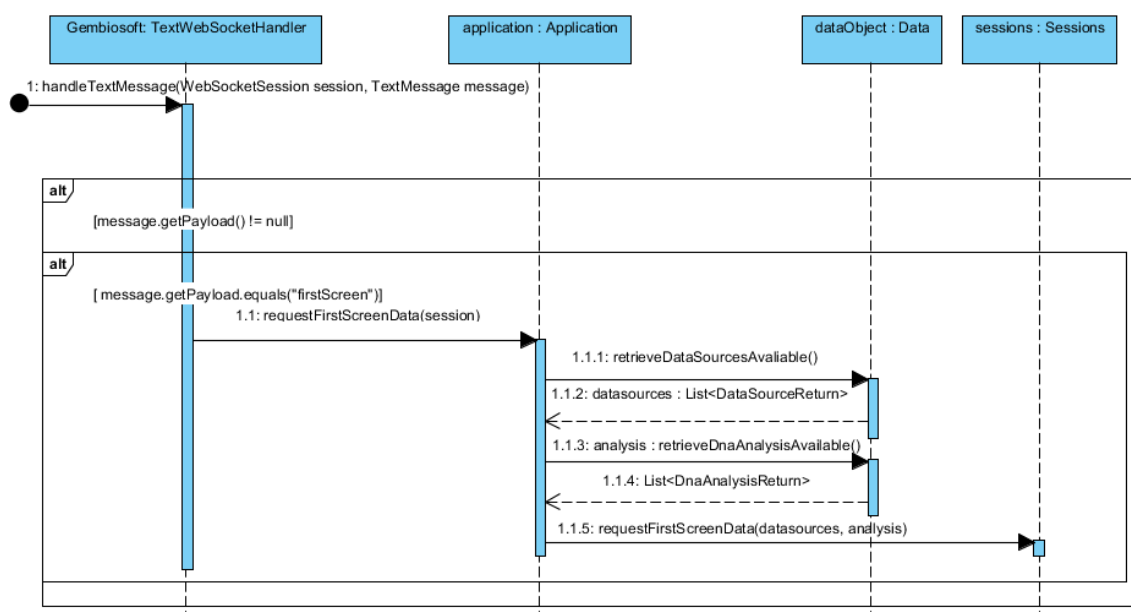 Gembiosoft: TextWebSocketHandler
application : Application
dataObject : Data
sessions : Sessions
1: handleTextMessage(WebSocketSession session, TextMessage message)
alt
[message.getPayload() != null]
alt
[ message.getPayload.equals("firstScreen")]
1.1: requestFirstScreenData(session)
1.1.1: retrieveDataSourcesAvaliable()
1.1.2: datasources : List<DataSourceReturn>
1.1.3: analysis : retrieveDnaAnalysisAvailable()
1.1.4: List<DnaAnalysisReturn>
1.1.5: requestFirstScreenData(datasources, analysis)